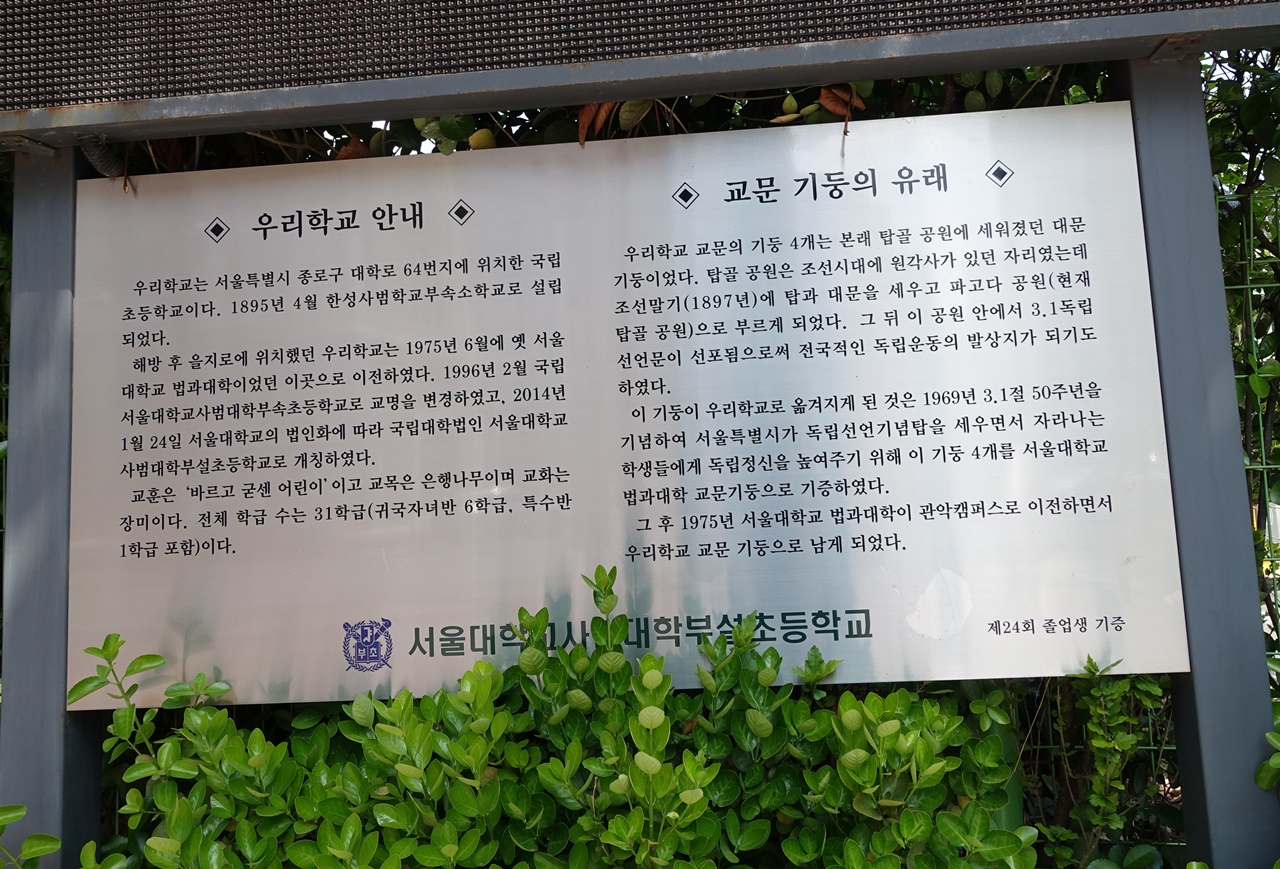 우리학교 안내
우리학교는 서울특별시 종로구 대학로 64번지에 위치한 국립
초등학교이다. 1895년 4월 한성사범학교부속소학교로 설립
되었다.
해방 후 을지로에 위치했던 우리학교는 1975년 6월에 옛 서울
대학교 법과대학이었던 이곳으로 이전하였다. 1996년 2월 국립
서울대학교사범대학부속초등학교로 교명을 변경하였고, 2014년
1월 24일 서울대학교의 법인화에 따라 국립대학법인 서울대학교
사범대학부설초등학교로 개칭하였다.
교훈은 '바르고 굳센 어린이'이고 교목은 은행나무이며 교화는
장미이다. 전체 학급 수는 31학급(귀국자녀반 6학급, 특수반
1학급 포함)이다.
교문 기둥의 유래
우리학교 교문의 기둥 4개는 본래 탑골 공원에 세워졌던 대문
기둥이었다. 탑골 공원은 조선시대에 원각사가 있던 자리였는데
조선말기(1897년)에 탑과 대문을 세우고 파고다 공원(현재
탑골 공원)으로 부르게 되었다. 그 뒤 이 공원 안에서 3.1독립
선언문이 선포됨으로써 전국적인 독립운동의 발상지가 되기도
하였다.
이 기둥이 우리학교로 옮겨지게 된 것은 1969년 3.1절 50주년을
기념하여 서울특별시가 독립선언기념탑을 세우면서 자라나는
학생들에게 독립정신을 높여주기 위해 이 기둥 4개를 서울대학교
법과대학 교문기둥으로 기증하였다.
그 후 1975년 서울대학교 법과대학이 관악캠퍼스로 이전하면서
우리학교 교문 기둥으로 남게 되었다.
부초
서울대학교사 대학부설초등학교
제24회 졸업생 기증